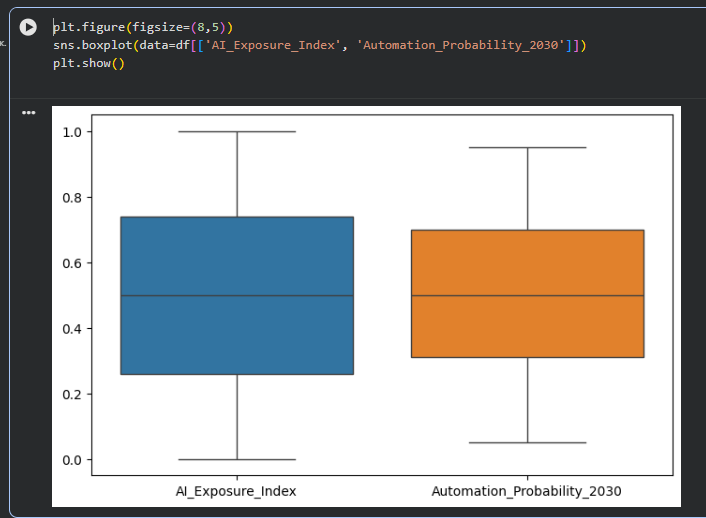 plt.figure(figsize=(8,5))
sns.boxplot(data=df[['AI_Exposure_Index', 'Automation_Probability_2030']])
plt.show()
K.
1.0
0.8
0.6
0.4
0.2
0.0
AI_Exposure_Index
Automation_Probability_2030